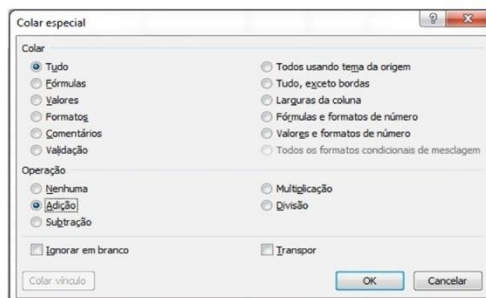 Colar especial
Colar
Tudo
Todos usando tema da origem
Fórmulas
Tudo, exceto bordas
Valores
Larguras da coluna
Formatos
Fórmulas e formatos de número
Comentários
Valores e formatos de número
Validação
Todos os formatos condicionais de mesclagem
Operação
Nenhuma
Multiplicação
Adição
Divisão
Subtração
Ignorar em branco
Transpor
Colar vínculo
OK
Cancelar